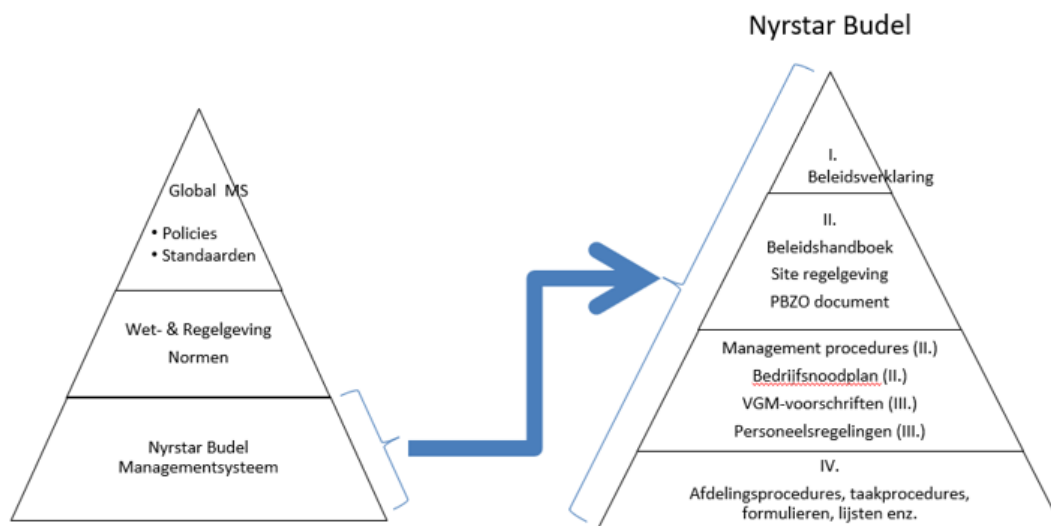 Nyrstar Budel
Global MS
• Policies
• Standaarden
Wet- & Regelgeving
Normen
Nyrstar Budel
Managementsysteem
I.
Beleidsverklaring
II.
Beleidshandboek
Site regelgeving
PBZO document
Management procedures (II.)
Bedrijfsnoodplan (II.)
VGM-voorschriften (III.)
Personeelsregelingen (III.)
IV.
Afdelingsprocedures, taakprocedures,
formulieren, lijsten enz.